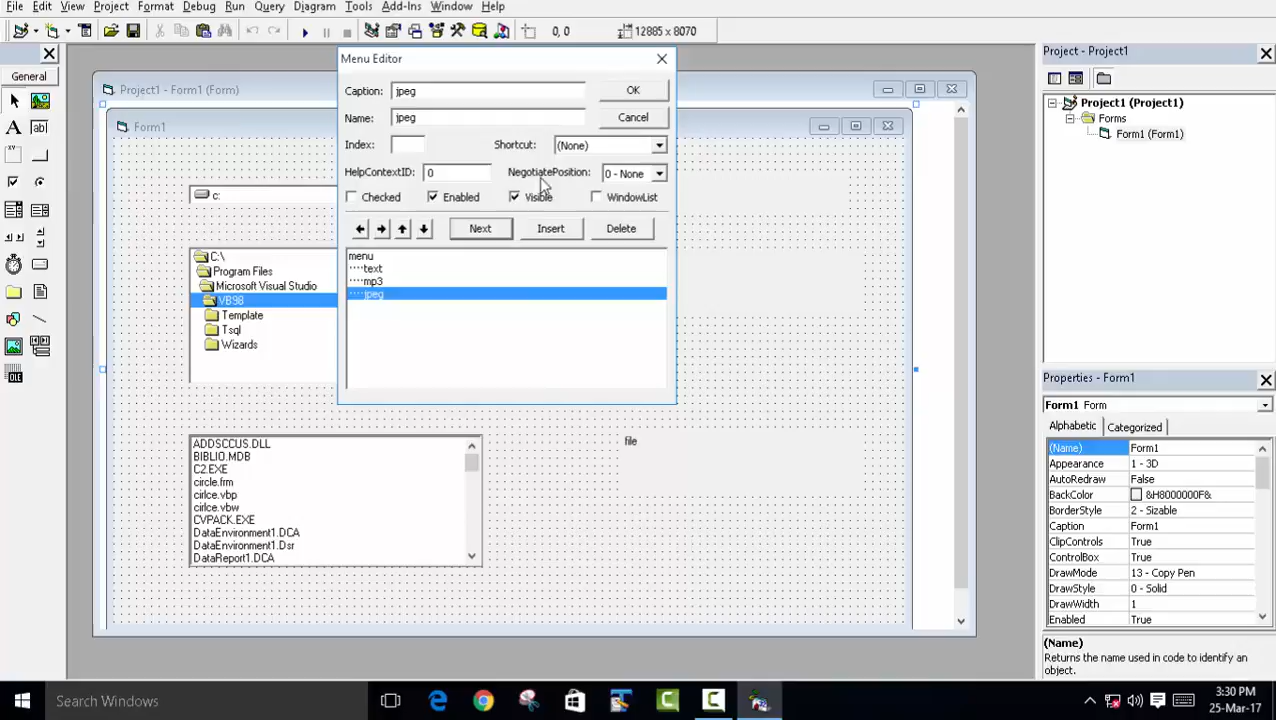 File Edit View Project Format Debug Run Query Diagram Tools Add-Ins Window Help
0, 0 12885 x 8070
General
Project1 - Form1 (Form)
Form1
c:
C:\
Program Files
Microsoft Visual Studio
VB98
Template
Tsql
Wizards
ADDSCCUS.DLL
BIBLIO.MDB
C2.EXE
circle.frm
cirlce.vbp
cirlce.vbw
CVPACK.EXE
DataEnvironment1.DCA
DataEnvironment1.Dsr
DataReport1.DCA
file
Menu Editor
Caption: jpeg OK
Name: jpeg Cancel
Index: Shortcut: (None)
HelpContextID: 0 NegotiatePosition: 0 - None
Checked Enabled Visible WindowList
Next Insert Delete
menu
····text
····mp3
····jpeg
Project - Project1
Project1 (Project1)
Forms
Form1 (Form1)
Properties - Form1
Form1 Form
Alphabetic Categorized
(Name) Form1
Appearance 1 - 3D
AutoRedraw False
BackColor &H8000000F&
BorderStyle 2 - Sizable
Caption Form1
ClipControls True
ControlBox True
DrawMode 13 - Copy Pen
DrawStyle 0 - Solid
DrawWidth 1
Enabled True
(Name)
Returns the name used in code to identify an
object.
Search Windows
3:30 PM
25-Mar-17